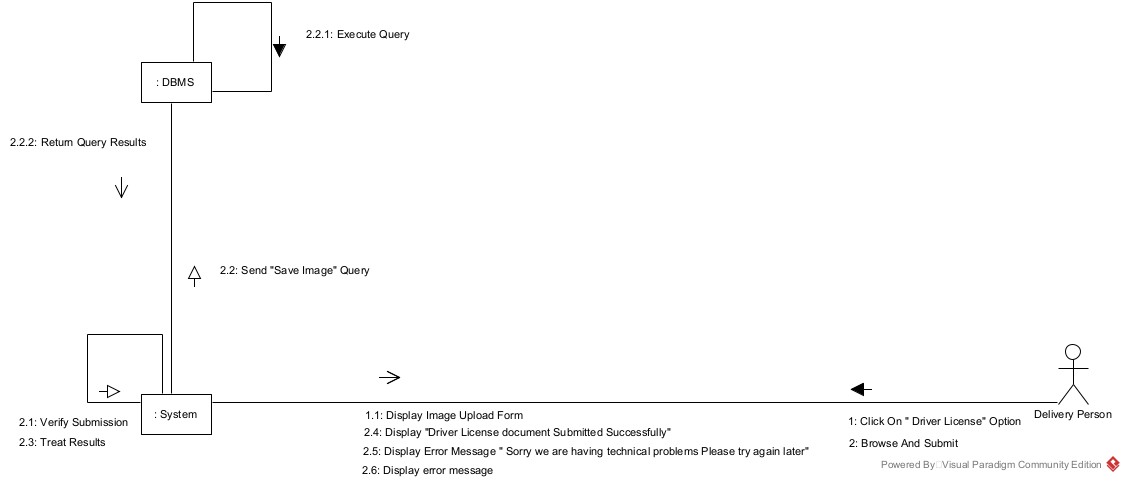 2.2.1: Execute Query
: DBMS
2.2.2: Return Query Results
2.2: Send "Save Image" Query
: System
2.1: Verify Submission
2.3: Treat Results
1.1: Display Image Upload Form
2.4: Display "Driver License document Submitted Successfully"
2.5: Display Error Message " Sorry we are having technical problems Please try again later"
2.6: Display error message
Delivery Person
1: Click On " Driver License" Option
2: Browse And Submit
Powered By□Visual Paradigm Community Edition